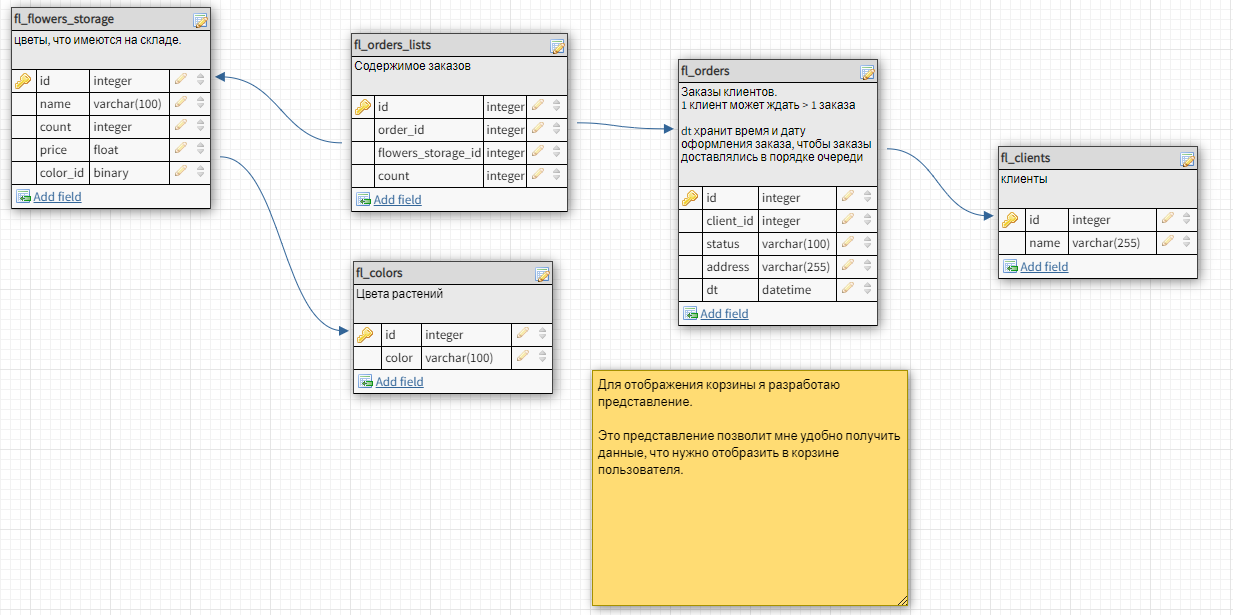 fl_flowers_storage
цветы, что имеются на складе.
id integer
name varchar(100)
count integer
price float
color_id binary
Add field
fl_orders_lists
Содержимое заказов
id integer
order_id integer
flowers_storage_id integer
count integer
Add field
fl_colors
Цвета растений
id integer
color varchar(100)
Add field
fl_orders
Заказы клиентов.
1 клиент может ждать > 1 заказа
dt хранит время и дату
оформления заказа, чтобы заказы
доставлялись в порядке очереди
id integer
client_id integer
status varchar(100)
address varchar(255)
dt datetime
Add field
fl_clients
клиенты
id integer
name varchar(255)
Add field
Для отображения корзины я разработаю
представление.
Это представление позволит мне удобно получить
данные, что нужно отобразить в корзине
пользователя.